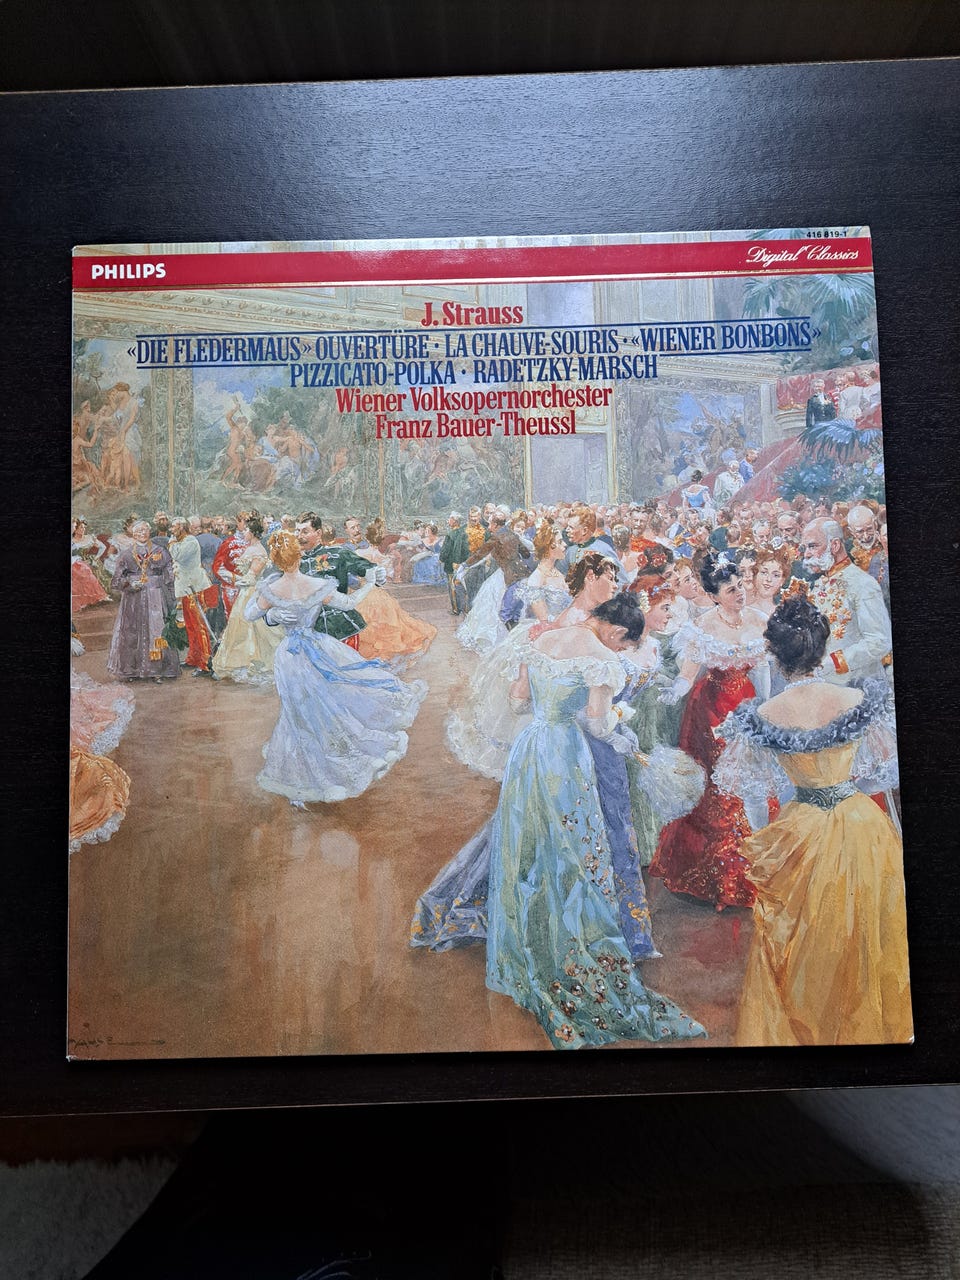 416 819-1
PHILIPS
Digital Classics
J. Strauss
«DIE FLEDERMAUS» OUVERTÜRE · LA CHAUVE-SOURIS · «WIENER BONBONS»
PIZZICATO-POLKA · RADETZKY-MARSCH
Wiener Volksopernorchester
Franz Bauer-Theussl